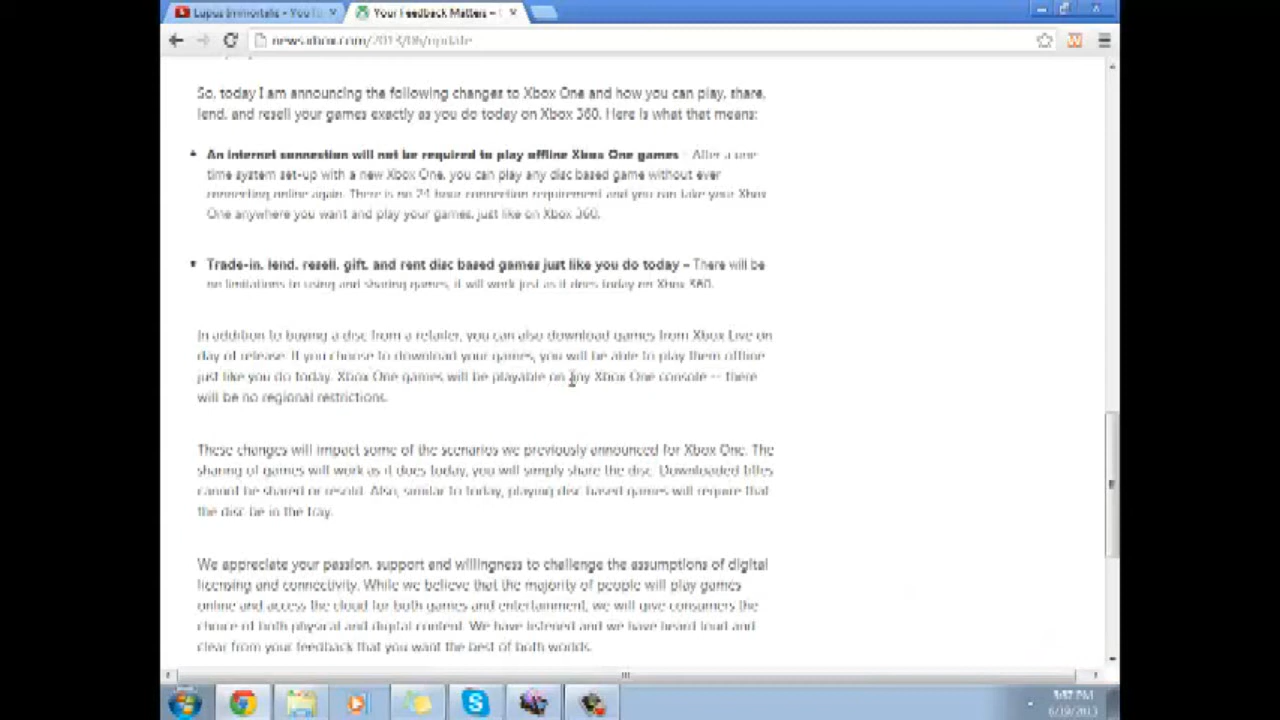 Lupus Immortalis - YouTu
Your Feedback Matters –
news.xbox.com/2013/06/update
So, today I am announcing the following changes to Xbox One and how you can play, share,
lend, and resell your games exactly as you do today on Xbox 360. Here is what that means:
• An internet connection will not be required to play offline Xbox One games – After a one-
time system set-up with a new Xbox One, you can play any disc based game without ever
connecting online again. There is no 24 hour connection requirement and you can take your Xbox
One anywhere you want and play your games, just like on Xbox 360.
• Trade-in, lend, resell, gift, and rent disc based games just like you do today – There will be
no limitations to using and sharing games, it will work just as it does today on Xbox 360.
In addition to buying a disc from a retailer, you can also download games from Xbox Live on
day of release. If you choose to download your games, you will be able to play them offline
just like you do today. Xbox One games will be playable on any Xbox One console -- there
will be no regional restrictions.
These changes will impact some of the scenarios we previously announced for Xbox One. The
sharing of games will work as it does today, you will simply share the disc. Downloaded titles
cannot be shared or resold. Also, similar to today, playing disc based games will require that
the disc be in the tray.
We appreciate your passion, support and willingness to challenge the assumptions of digital
licensing and connectivity. While we believe that the majority of people will play games
online and access the cloud for both games and entertainment, we will give consumers the
choice of both physical and digital content. We have listened and we have heard loud and
clear from your feedback that you want the best of both worlds.
PM
6/19/2013